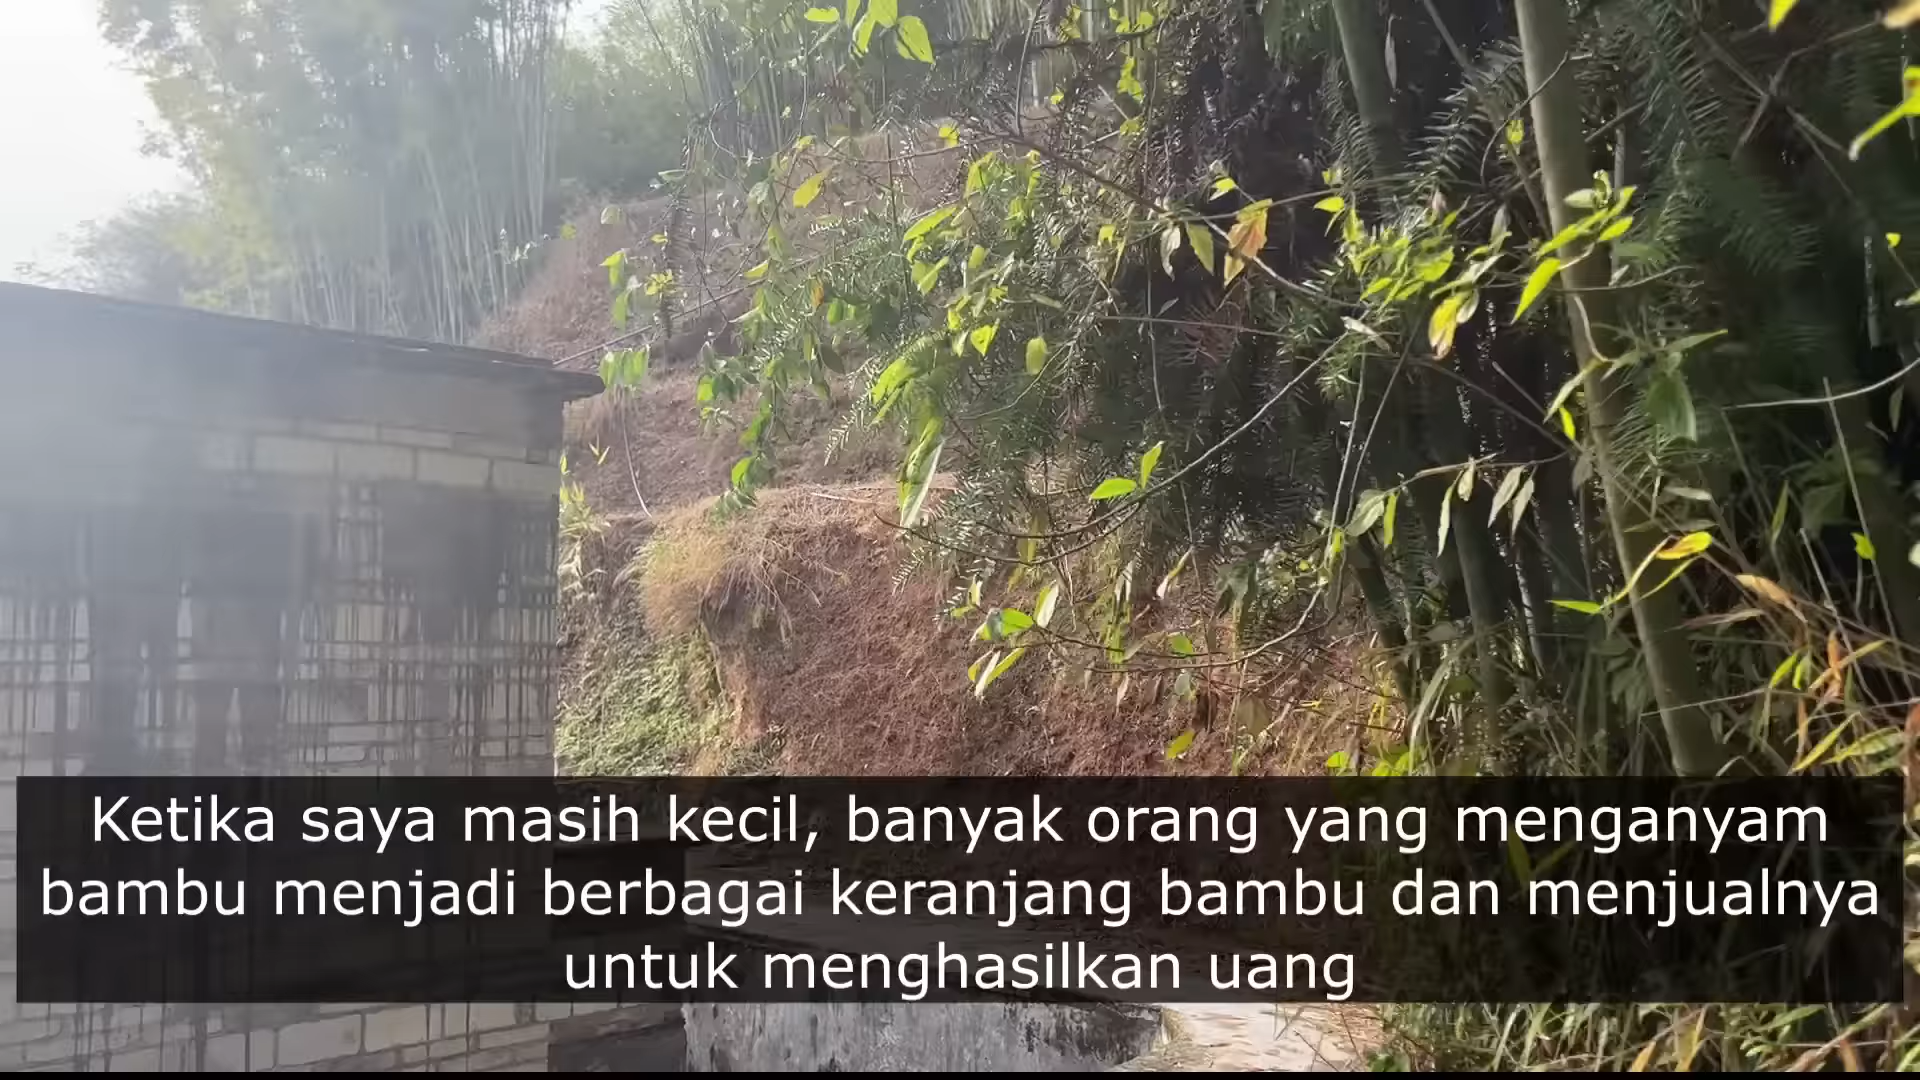 Ketika saya masih kecil, banyak orang yang menganyam
bambu menjadi berbagai keranjang bambu dan menjualnya
untuk menghasilkan uang